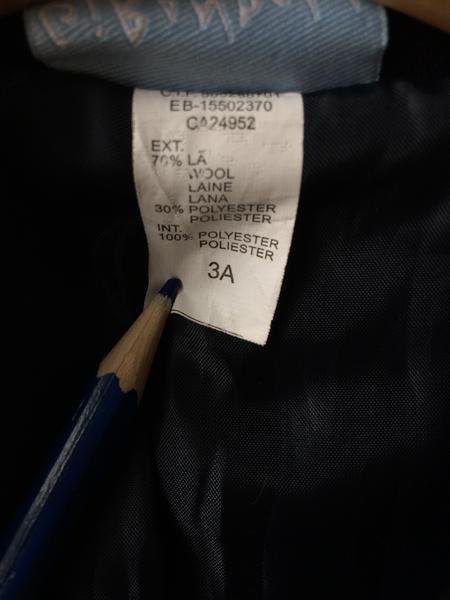 C.I.F.
EB-15502370
CA24952
EXT.
70% LÃ
WOOL
LAINE
LANA
30% POLYESTER
POLIESTER
INT.
100% POLYESTER
POLIESTER
3A